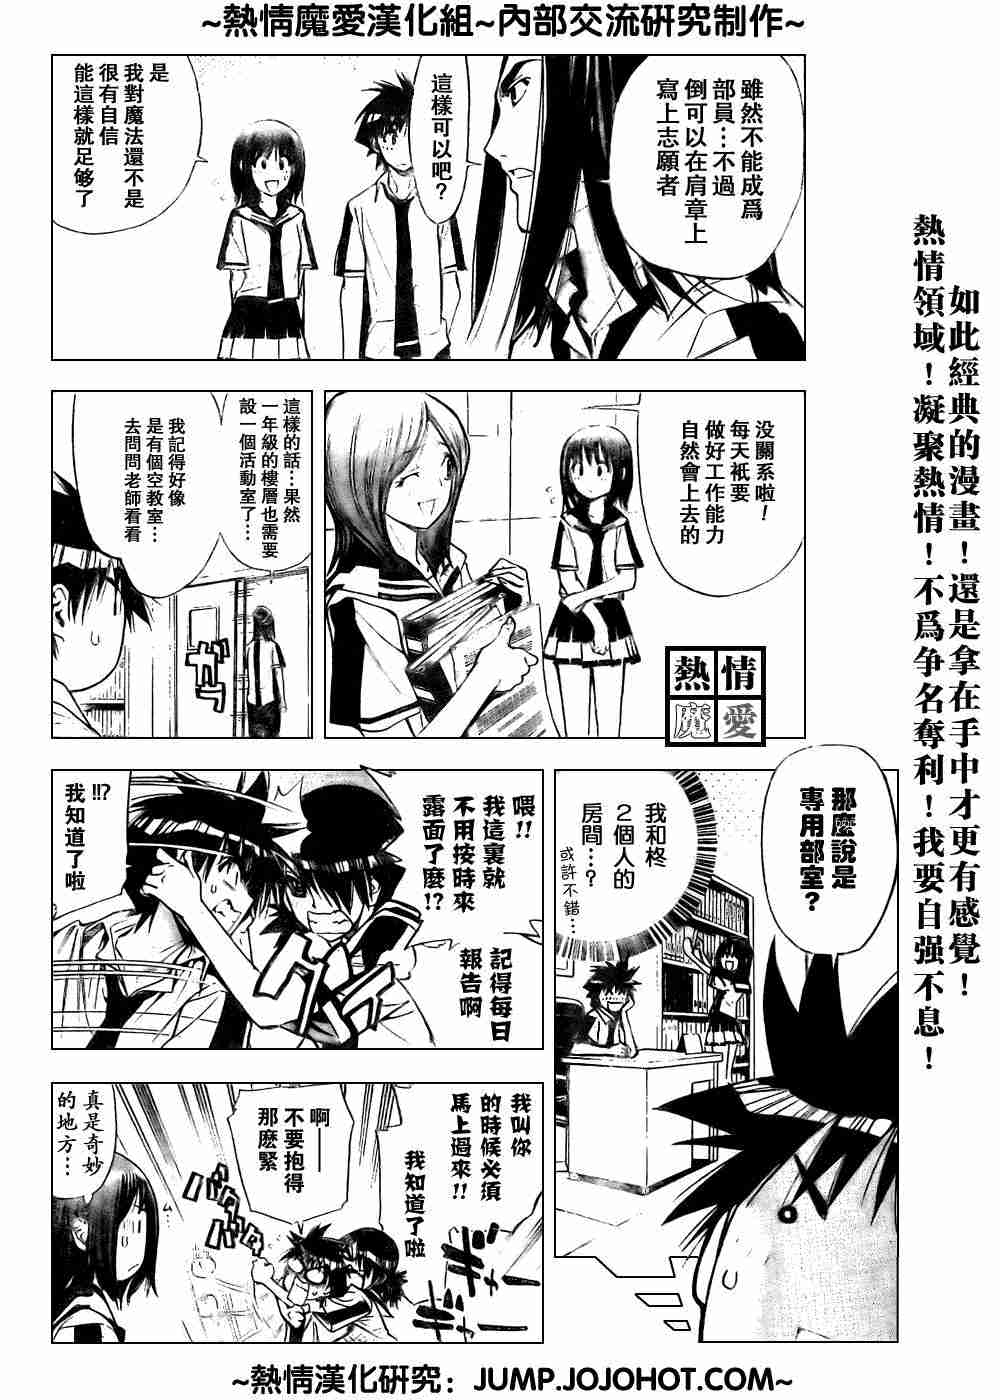 ~熱情魔愛漢化組~內部交流研究制作~
雖然不能成爲
部員…不過
倒可以在肩章上
寫上志願者
這樣可以吧?
是
我對魔法還不是
很有自信
能這樣就足够了
没關系啦!
每天衹要
做好工作能力
自然會上去的
這樣的話…果然
一年級的樓層也需要
設一個活動室了…
我記得好像
是有個空教室…
去問問老師看看
ガラ
熱情
魔愛
那麽說是
專用部室?
我和柊
2個人的
房間…?
或許不錯…
喂!!
我這裏就
不用按時來
露面了麽!?
記得每日
報告啊
!!?
我知道了啦
我叫你
的時候必須
馬上過來!!
我知道了啦
啊——
不要抱得
那麽緊
真是奇妙
的地方…
如此經典的漫畫!還是拿在手中才更有感覺!
熱情領域!凝聚熱情!不爲争名奪利!我要自强不息!
~熱情漢化研究：JUMP.JOJOHOT.COM~